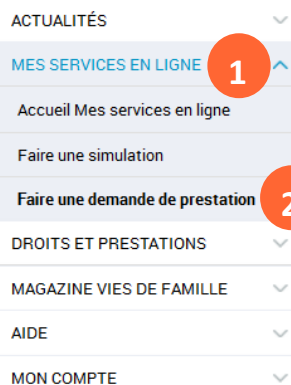 ACTUALITÉS
MES SERVICES EN LIGNE 1
Accueil Mes services en ligne
Faire une simulation
Faire une demande de prestation 2
DROITS ET PRESTATIONS
MAGAZINE VIES DE FAMILLE
AIDE
MON COMPTE